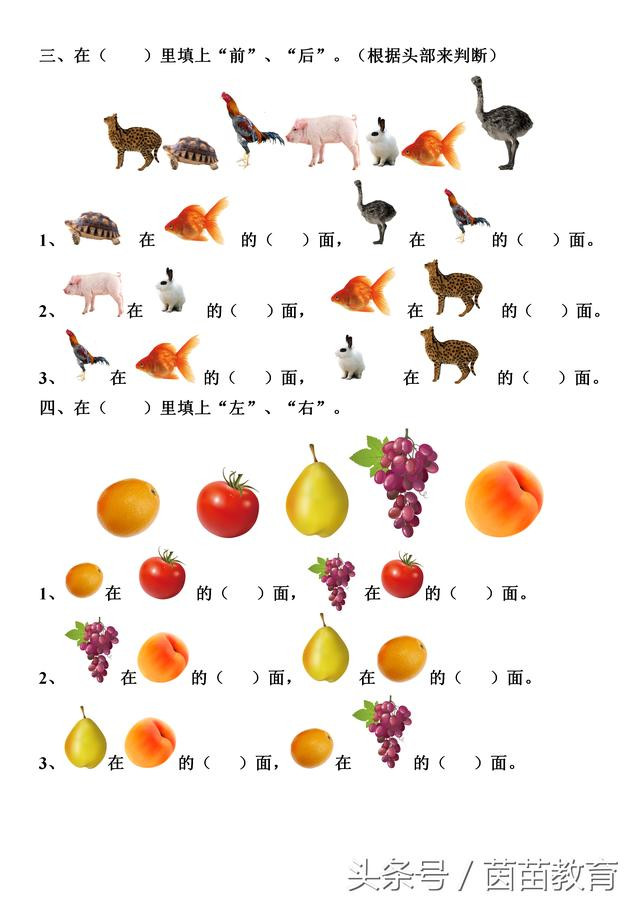 三、在（　　）里填上“前”、“后”。（根据头部来判断）
1、 在 的（　　）面， 在 的（　　）面。
2、 在 的（　　）面， 在 的（　　）面。
3、 在 的（　　）面， 在 的（　　）面。
四、在（　　）里填上“左”、“右”。
1、 在 的（　　）面， 在 的（　　）面。
2、 在 的（　　）面， 在 的（　　）面。
3、 在 的（　　）面， 在 的（　　）面。
头条号 / 茵苗教育